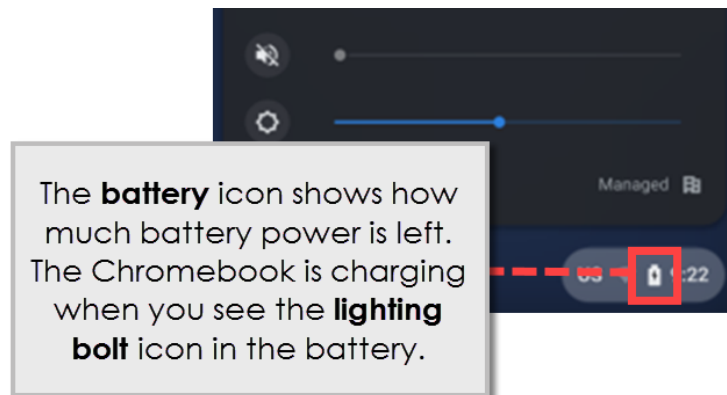 Managed
The battery icon shows how
much battery power is left.
The Chromebook is charging
when you see the lighting
bolt icon in the battery.
:22